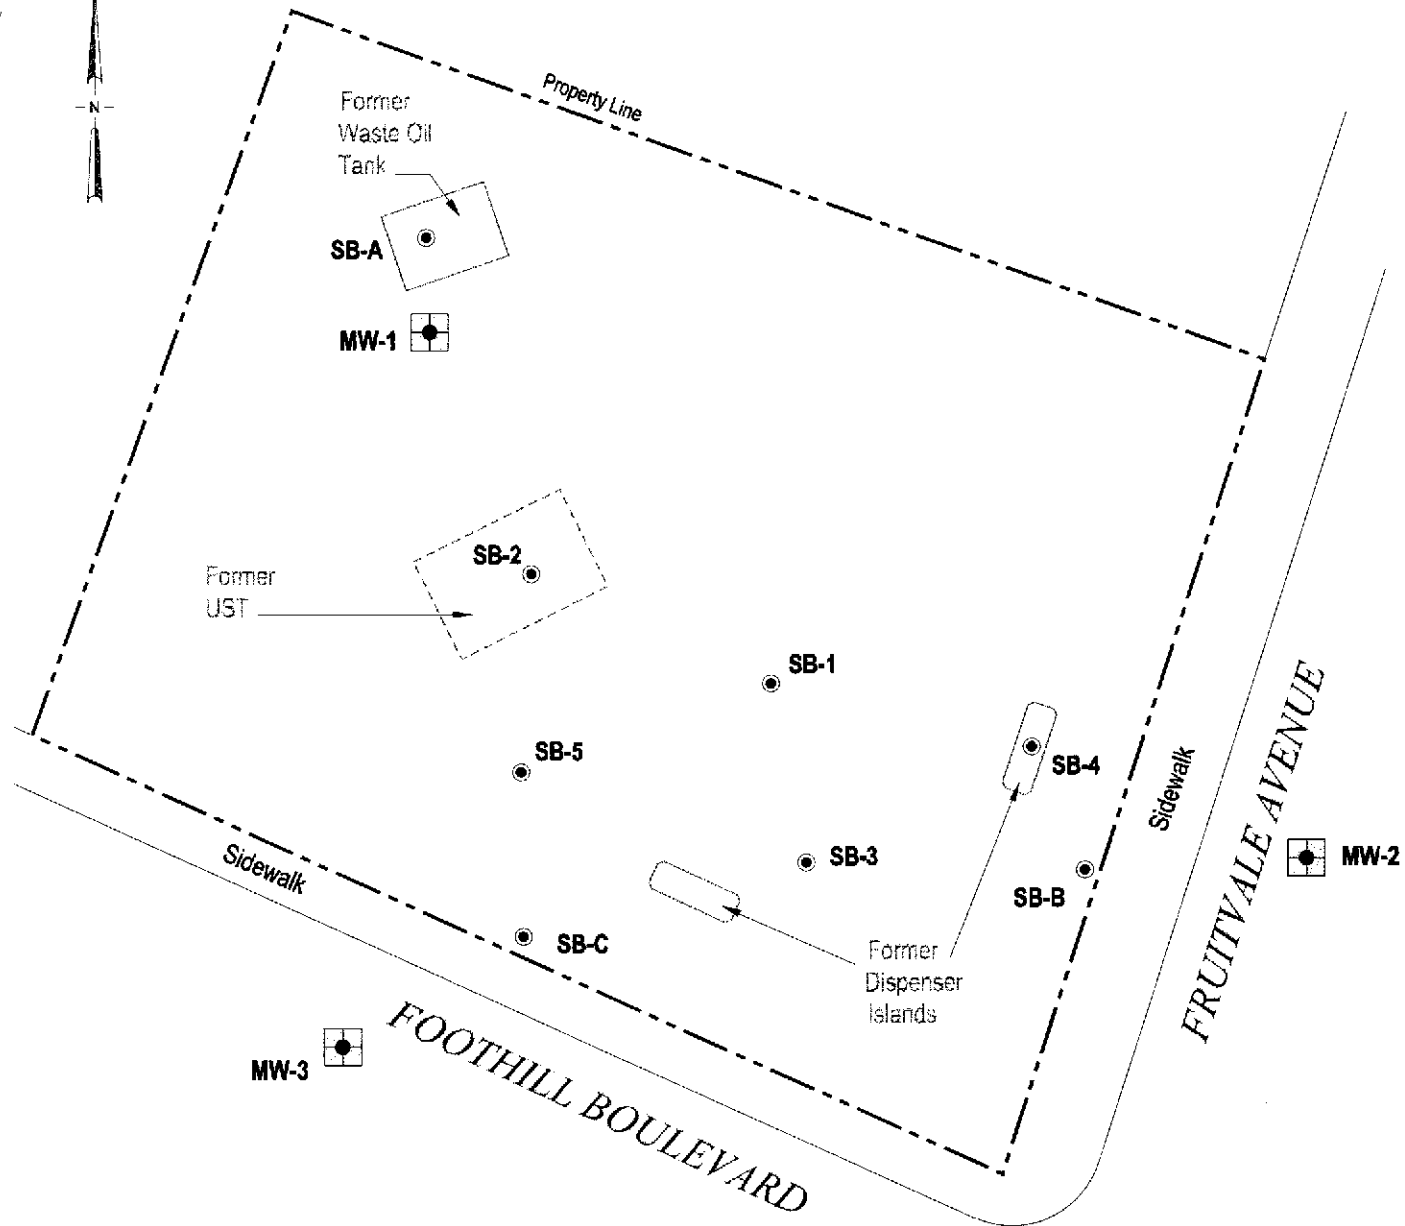 -N-
Property Line
Former
Waste Oil
Tank
SB-A
MW-1
SB-2
Former
UST
SB-1
SB-5
SB-4
Sidewalk
SB-3
FRUITVALE AVENUE
MW-2
Sidewalk
SB-B
SB-C
Former
Dispenser
Islands
MW-3
FOOTHILL BOULEVARD